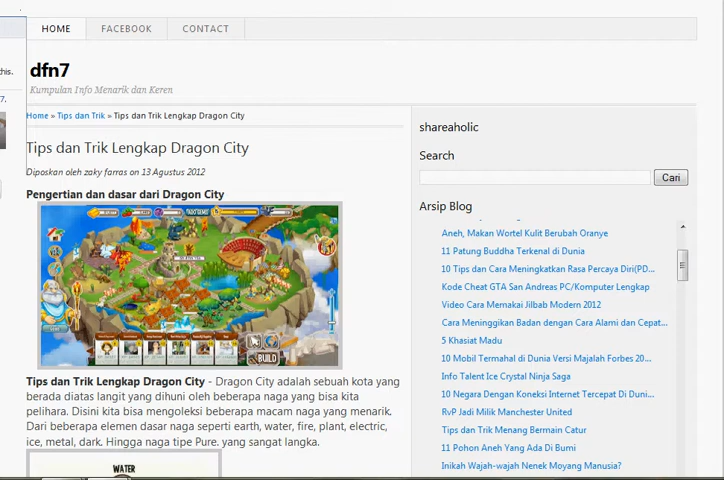 HOME FACEBOOK CONTACT
this.
7.
dfn7
Kumpulan Info Menarik dan Keren
Home » Tips dan Trik » Tips dan Trik Lengkap Dragon City
Tips dan Trik Lengkap Dragon City
Diposkan oleh zaky farras on 13 Agustus 2012
Pengertian dan dasar dari Dragon City
BUILD
Tips dan Trik Lengkap Dragon City - Dragon City adalah sebuah kota yang
berada diatas langit yang dihuni oleh beberapa naga yang bisa kita
pelihara. Disini kita bisa mengoleksi beberapa macam naga yang menarik.
Dari beberapa elemen dasar naga seperti earth, water, fire, plant, electric,
ice, metal, dark. Hingga naga tipe Pure. yang sangat langka.
WATER
shareaholic
Search
Cari
Arsip Blog
Aneh, Makan Wortel Kulit Berubah Oranye
11 Patung Buddha Terkenal di Dunia
10 Tips dan Cara Meningkatkan Rasa Percaya Diri(PD...
Kode Cheat GTA San Andreas PC/Komputer Lengkap
Video Cara Memakai Jilbab Modern 2012
Cara Meninggikan Badan dengan Cara Alami dan Cepat...
5 Khasiat Madu
10 Mobil Termahal di Dunia Versi Majalah Forbes 20...
Info Talent Ice Crystal Ninja Saga
10 Negara Dengan Koneksi Internet Tercepat Di Duni...
RvP Jadi Milik Manchester United
Tips dan Trik Menang Bermain Catur
11 Pohon Aneh Yang Ada Di Bumi
Inikah Wajah-wajah Nenek Moyang Manusia?